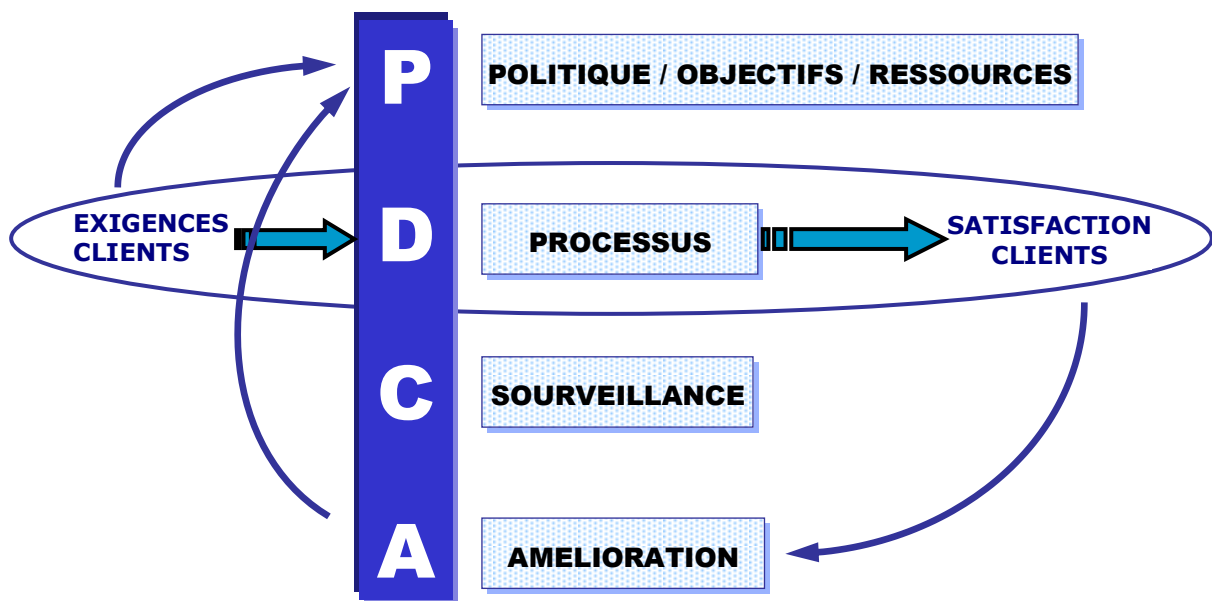 P
POLITIQUE / OBJECTIFS / RESSOURCES
EXIGENCES
CLIENTS
D
PROCESSUS
SATISFACTION
CLIENTS
C
SOURVEILLANCE
A
AMELIORATION